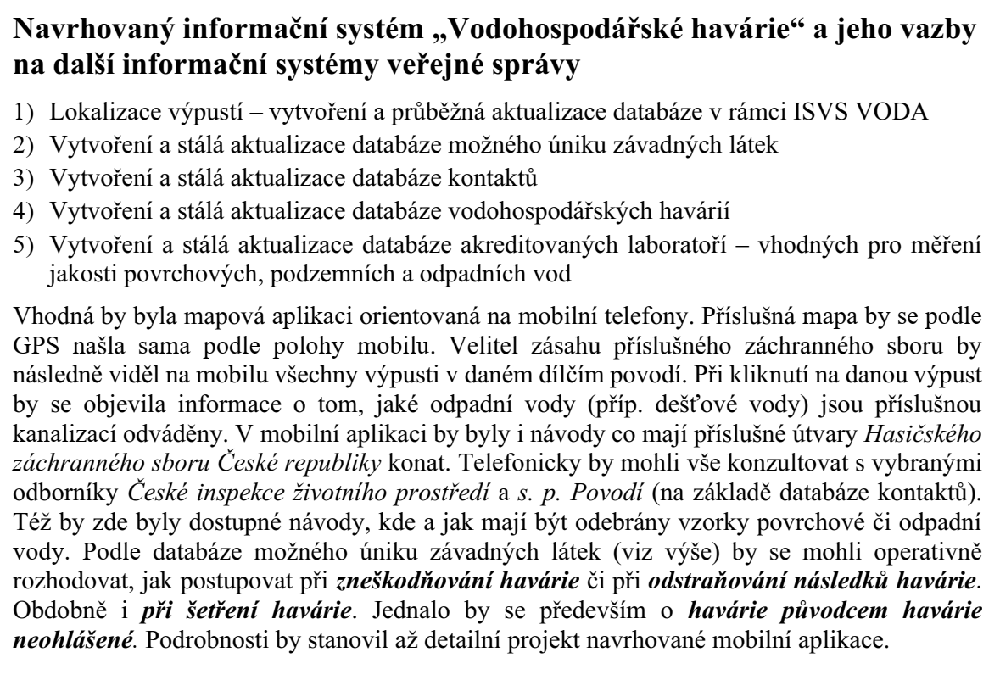 Navrhovaný informační systém „Vodohospodářské havárie“ a jeho vazby
na další informační systémy veřejné správy
1) Lokalizace výpustí – vytvoření a průběžná aktualizace databáze v rámci ISVS VODA
2) Vytvoření a stálá aktualizace databáze možného úniku závadných látek
3) Vytvoření a stálá aktualizace databáze kontaktů
4) Vytvoření a stálá aktualizace databáze vodohospodářských havárií
5) Vytvoření a stálá aktualizace databáze akreditovaných laboratoří – vhodných pro měření
jakosti povrchových, podzemních a odpadních vod
Vhodná by byla mapová aplikaci orientovaná na mobilní telefony. Příslušná mapa by se podle
GPS našla sama podle polohy mobilu. Velitel zásahu příslušného záchranného sboru by
následně viděl na mobilu všechny výpusti v daném dílčím povodí. Při kliknutí na danou výpust
by se objevila informace o tom, jaké odpadní vody (příp. dešťové vody) jsou příslušnou
kanalizací odváděny. V mobilní aplikaci by byly i návody co mají příslušné útvary Hasičského
záchranného sboru České republiky konat. Telefonicky by mohli vše konzultovat s vybranými
odborníky České inspekce životního prostředí a s. p. Povodí (na základě databáze kontaktů).
Též by zde byly dostupné návody, kde a jak mají být odebrány vzorky povrchové či odpadní
vody. Podle databáze možného úniku závadných látek (viz výše) by se mohli operativně
rozhodovat, jak postupovat při zneškodňování havárie či při odstraňování následků havárie.
Obdobně i při šetření havárie. Jednalo by se především o havárie původcem havárie
neohlášené. Podrobnosti by stanovil až detailní projekt navrhované mobilní aplikace.